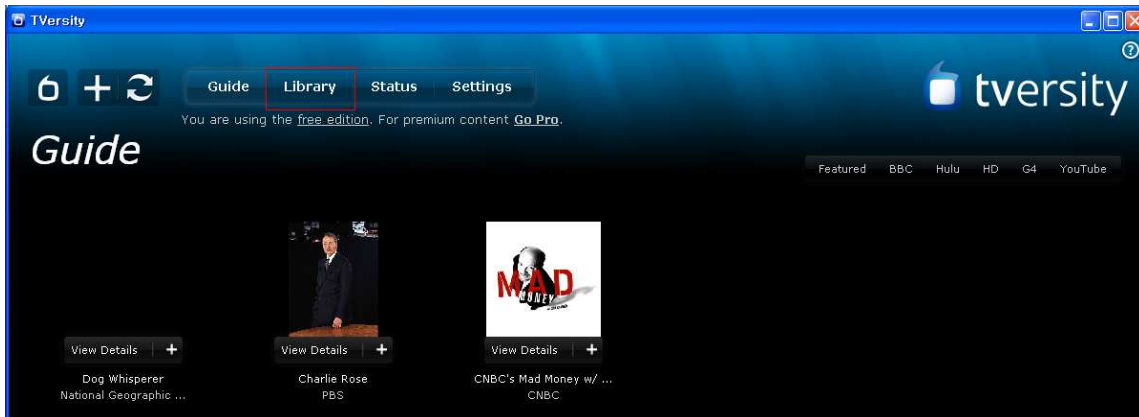 TVersity
Guide Library Status Settings
tversity
You are using the free edition. For premium content Go Pro.
Guide
Featured BBC Hulu HD G4 YouTube
MAD
MONEY
View Details +
View Details +
View Details +
Dog Whisperer
National Geographic ...
Charlie Rose
PBS
CNBC's Mad Money w/ ...
CNBC